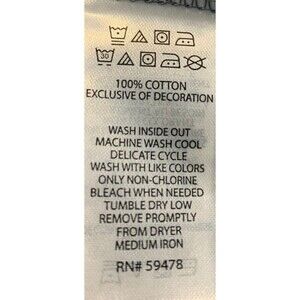 30
100% COTTON
EXCLUSIVE OF DECORATION
WASH INSIDE OUT
MACHINE WASH COOL
DELICATE CYCLE
WASH WITH LIKE COLORS
ONLY NON-CHLORINE
BLEACH WHEN NEEDED
TUMBLE DRY LOW
REMOVE PROMPTLY
FROM DRYER
MEDIUM IRON
RN# 59478